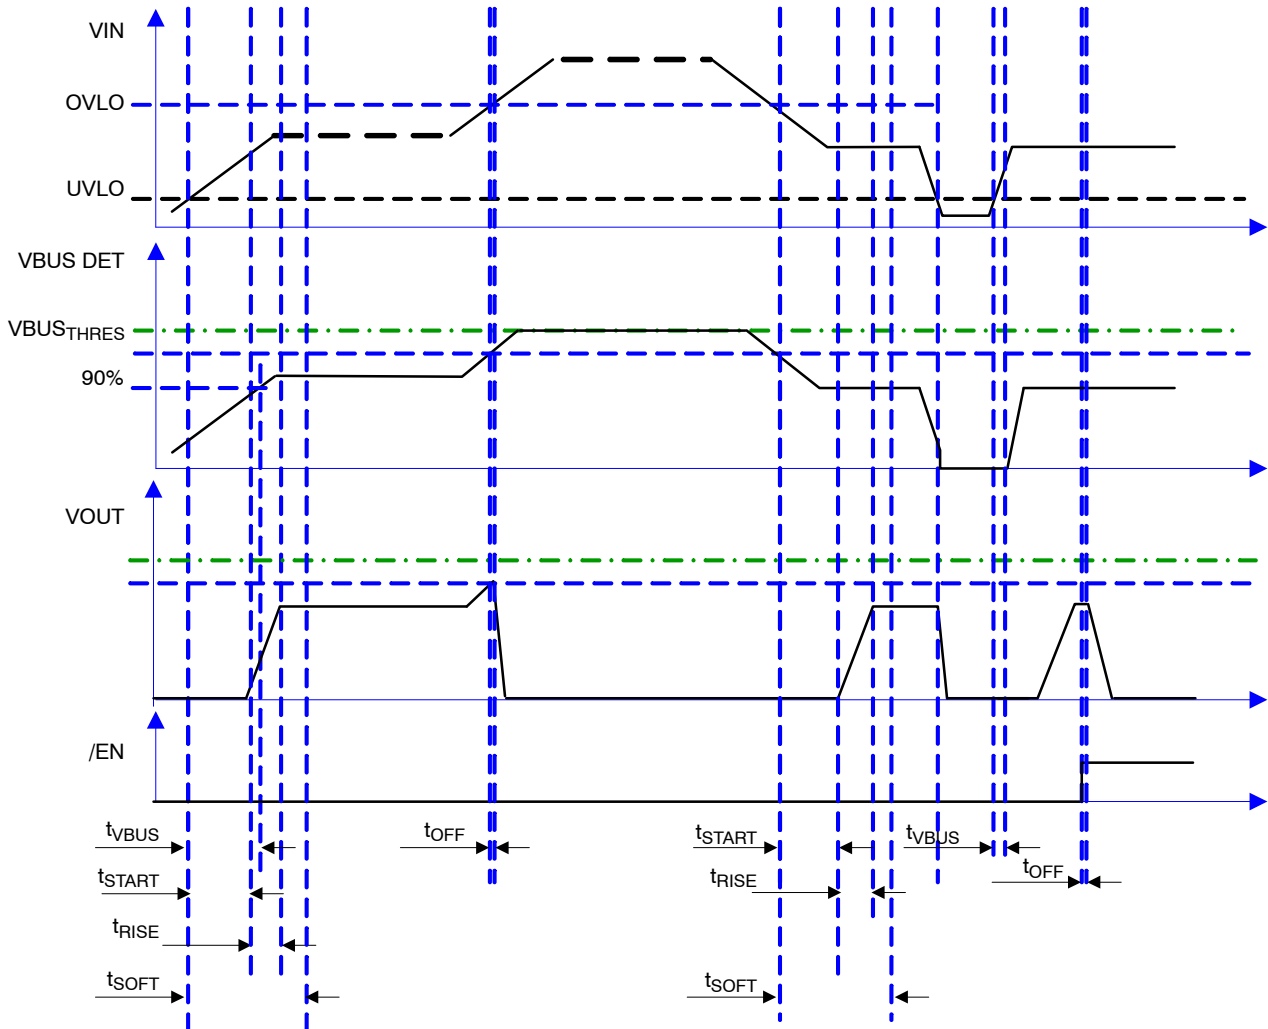 VIN
OVLO
UVLO
VBUS DET
VBUSTHRES
90%
VOUT
/EN
tVBUS
tOFF
tSTART
tVBUS
tSTART
tRISE
tOFF
tRISE
tSOFT
tSOFT